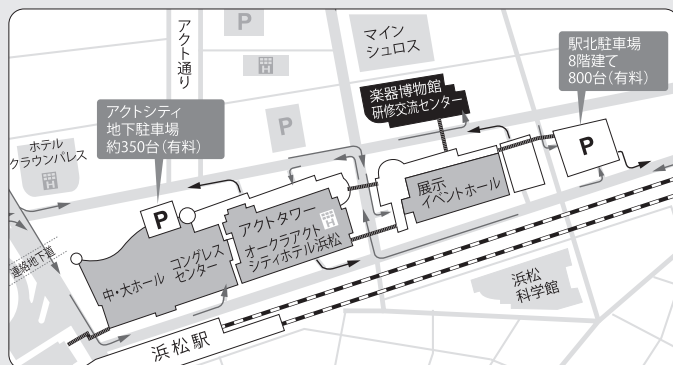 アクト通り
P
H
マイン
シュロス
駅北駐車場
8階建て
800台（有料）
P
楽器博物館
研修交流センター
アクトシティ
地下駐車場
約350台（有料）
P
ホテル
クラウンパレス
H
P
展示
イベントホール
アクトタワー
H
オークラアクト
シティホテル浜松
コングレス
センター
中・大ホール
連絡地下道
浜松
科学館
浜松駅